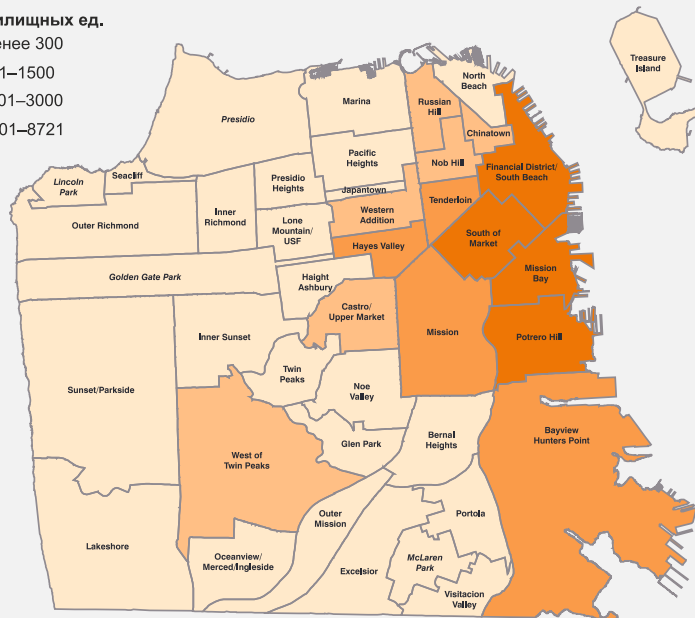 илищных ед.
енее 300
1–1500
01–3000
01–8721
Treasure
Island
North
Beach
Marina
Russian
Hill
Presidio
Chinatown
Pacific
Heights
Nob Hill
Financial District/
South Beach
Seacliff
Lincoln
Park
Presidio
Heights
Japantown
Tenderloin
Inner
Richmond
Western
Addition
Outer Richmond
Lone
Mountain/
USF
South of
Market
Hayes Valley
Golden Gate Park
Haight
Ashbury
Mission
Bay
Castro/
Upper Market
Inner Sunset
Mission
Potrero Hill
Twin
Peaks
Sunset/Parkside
Noe
Valley
Bayview
Hunters Point
Glen Park
Bernal
Heights
West of
Twin Peaks
Outer
Mission
Portola
Lakeshore
Oceanview/
Merced/Ingleside
McLaren
Park
Excelsior
Visitacion
Valley